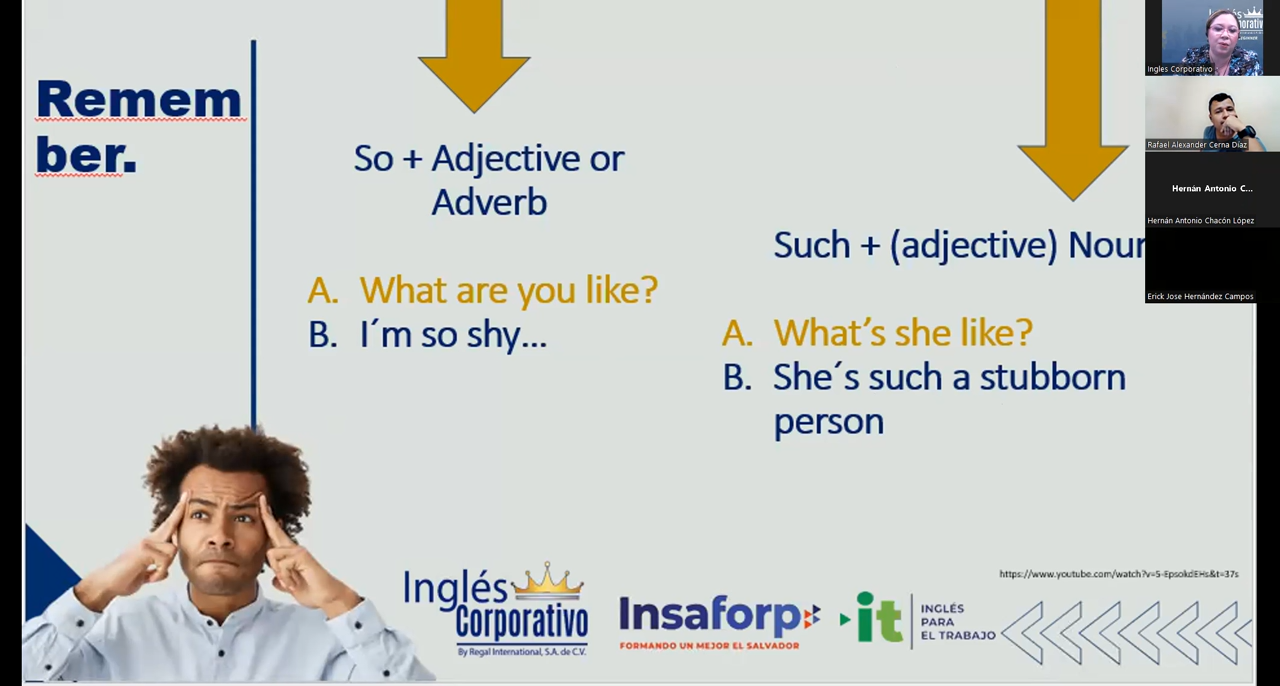 Remem
ber.
So + Adjective or
Adverb
A. What are you like?
B. I´m so shy...
Such + (adjective) Noun
A. What’s she like?
B. She´s such a stubborn
person
Inglés
Corporativo
By Regal International, S.A. de C.V.
Insaforp
FORMANDO UN MEJOR EL SALVADOR
it
INGLÉS
PARA
EL TRABAJO
https://www.youtube.com/watch?v=5-EpsokdEHs&t=37s
Ingles Corporativo
Rafael Alexander Cerna Díaz
Hernán Antonio C...
Hernán Antonio Chacón López
Erick Jose Hernández Campos